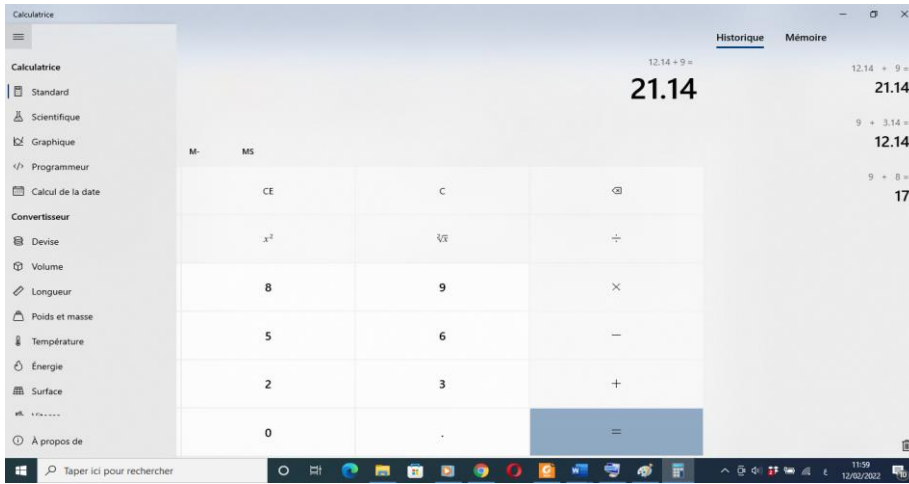 Calculatrice
Historique Mémoire
Calculatrice
Standard
Scientifique
Graphique
Programmeur
Calcul de la date
Convertisseur
Devise
Volume
Longueur
Poids et masse
Température
Énergie
Surface
À propos de
12.14 + 9 =
21.14
M- MS
CE C
x² ²√x ÷
8 9 ×
5 6 −
2 3 +
0 . =
12.14 + 9 =
21.14
9 + 3.14 =
12.14
9 + 8 =
17
Taper ici pour rechercher
ع
11:59
12/02/2022